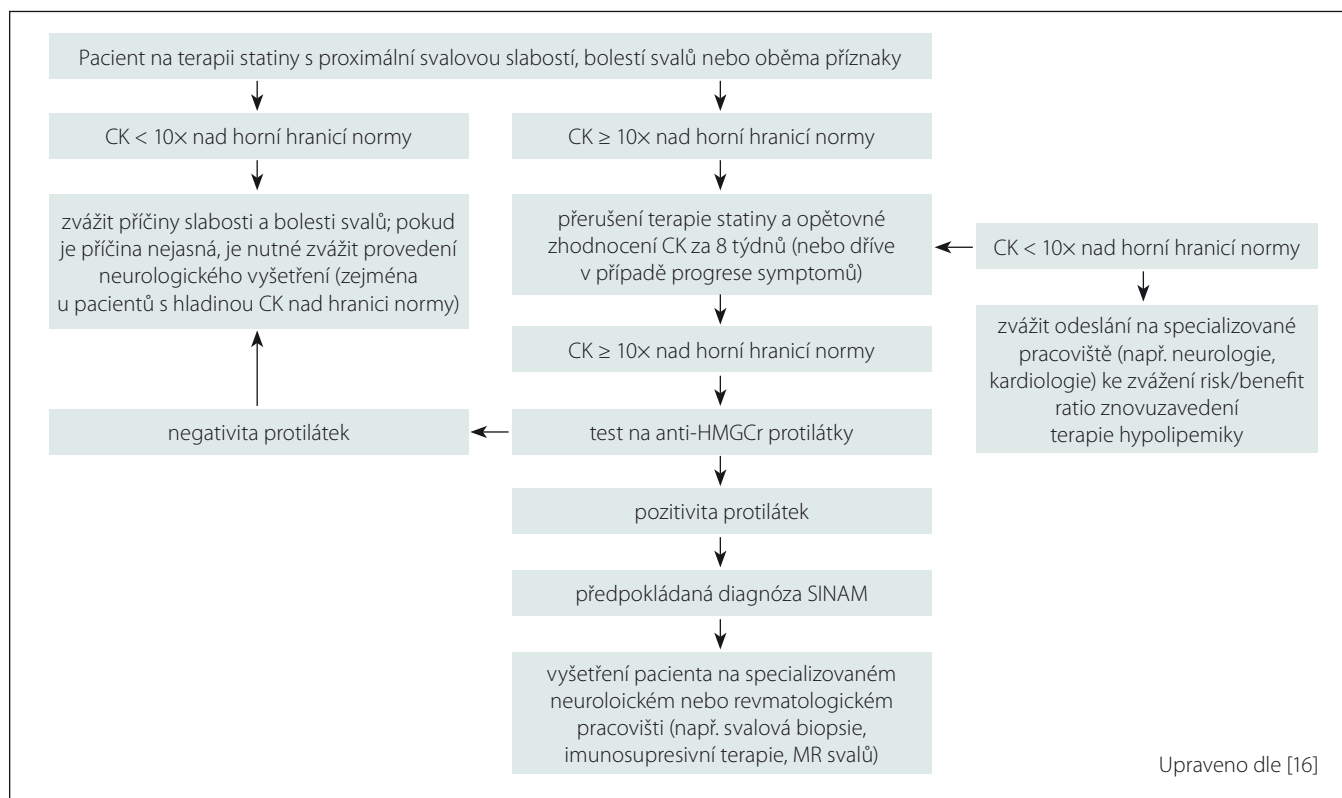 Pacient na terapii statiny s proximální svalovou slabostí, bolestí svalů nebo oběma příznaky
CK < 10× nad horní hranicí normy
CK ≥ 10× nad horní hranicí normy
zvážit příčiny slabosti a bolesti svalů; pokud
je příčina nejasná, je nutné zvážit provedení
neurologického vyšetření (zejména
u pacientů s hladinou CK nad hranici normy)
přerušení terapie statiny a opětovné
zhodnocení CK za 8 týdnů (nebo dříve
v případě progrese symptomů)
CK < 10× nad horní hranicí normy
zvážit odeslání na specializované
pracoviště (např. neurologie,
kardiologie) ke zvážení risk/benefit
ratio znovuzavedení
terapie hypolipemiky
CK ≥ 10× nad horní hranicí normy
negativita protilátek
test na anti-HMGCr protilátky
pozitivita protilátek
předpokládaná diagnóza SINAM
vyšetření pacienta na specializovaném
neuroloickém nebo revmatologickém
pracovišti (např. svalová biopsie,
imunosupresivní terapie, MR svalů)
Upraveno dle [16]